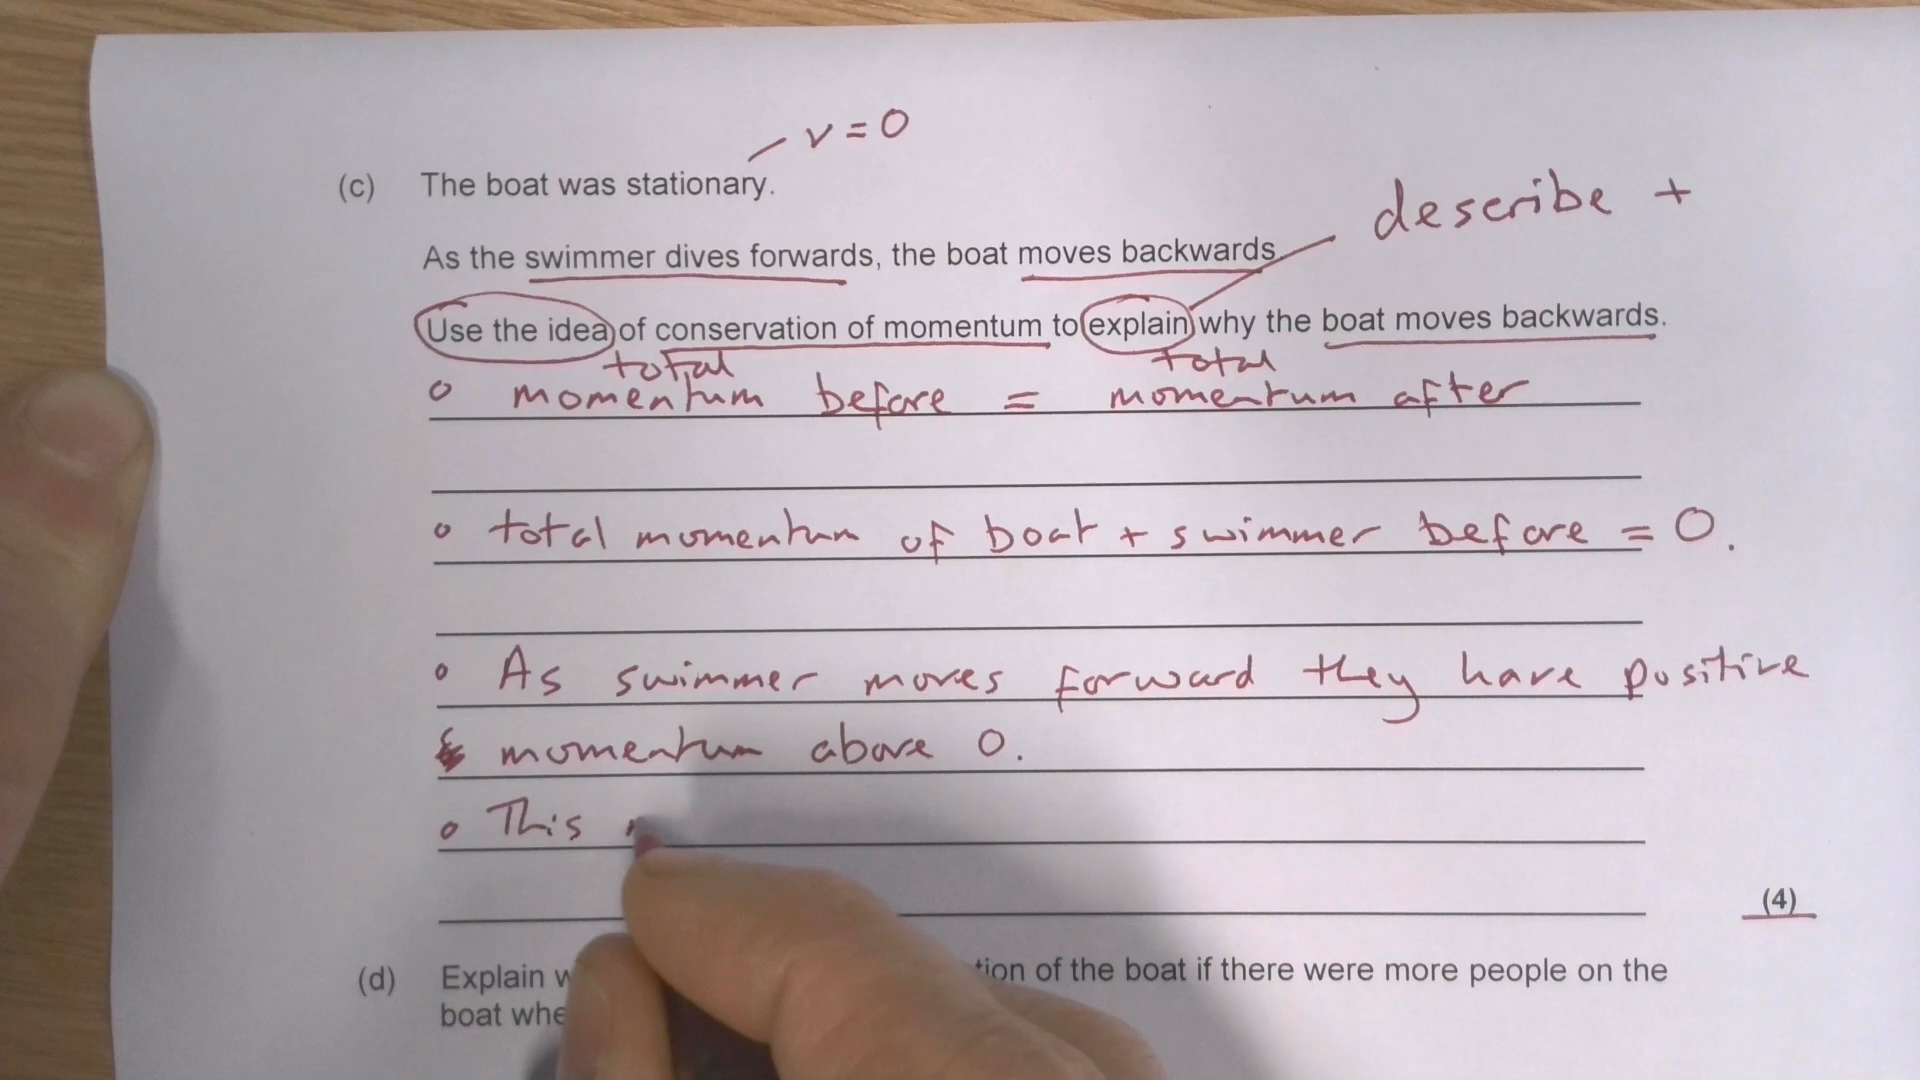 v = 0
(c) The boat was stationary.
describe +
As the swimmer dives forwards, the boat moves backwards.
Use the idea of conservation of momentum to explain why the boat moves backwards.
total total
o momentum before = momentum after
o total momentum of boat + swimmer before = 0.
o As swimmer moves forward they have positive
momentum above 0.
o This
(4)
(d) Explain tion of the boat if there were more people on the
boat whe